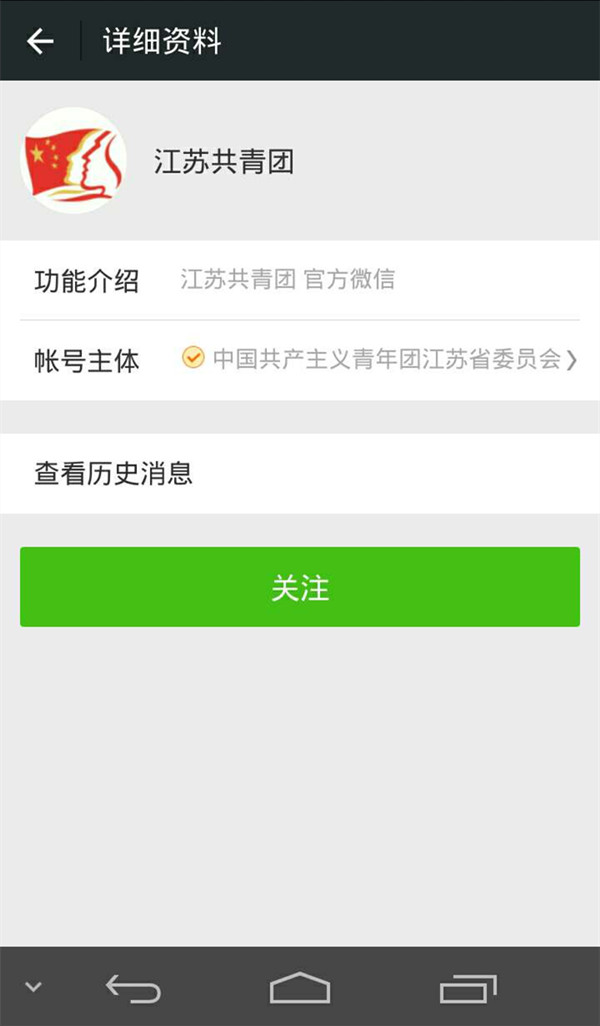 详细资料
江苏共青团
功能介绍 江苏共青团 官方微信
帐号主体 中国共产主义青年团江苏省委员会
查看历史消息
关注